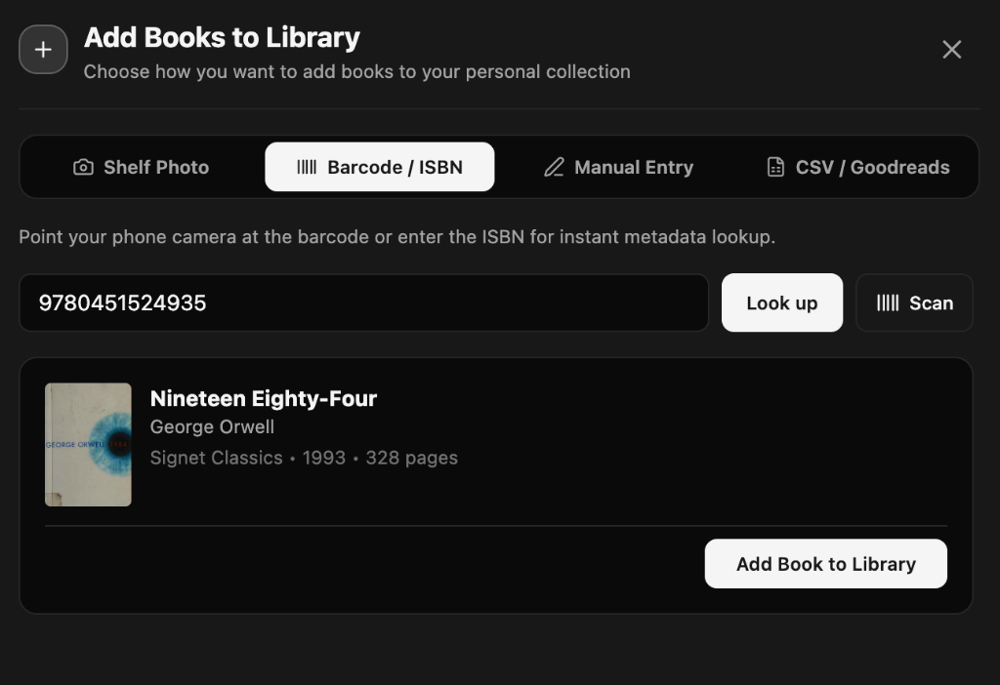 Add Books to Library
Choose how you want to add books to your personal collection
Shelf Photo
Barcode / ISBN
Manual Entry
CSV / Goodreads
Point your phone camera at the barcode or enter the ISBN for instant metadata lookup.
9780451524935
Look up
Scan
GEORGE ORWELL 1984
Nineteen Eighty-Four
George Orwell
Signet Classics • 1993 • 328 pages
Add Book to Library